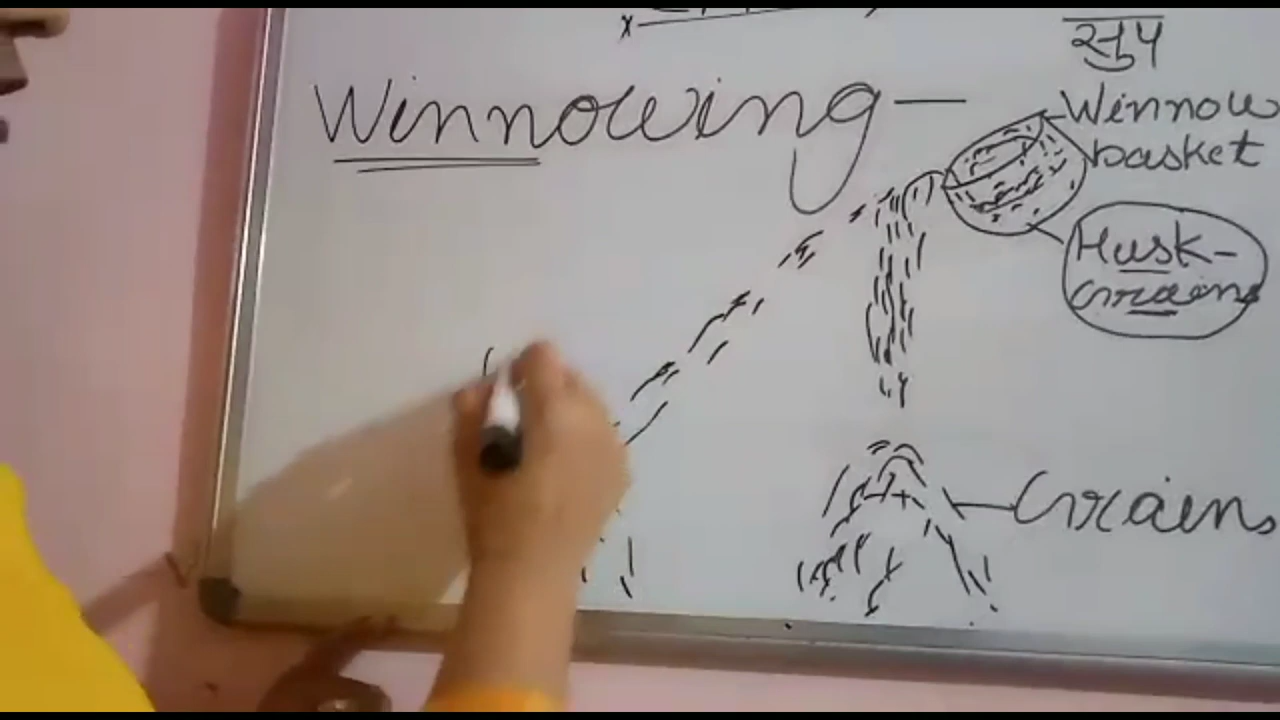 सुप
Winnowing —
Winnow
basket
Husk-
Grains
Grains